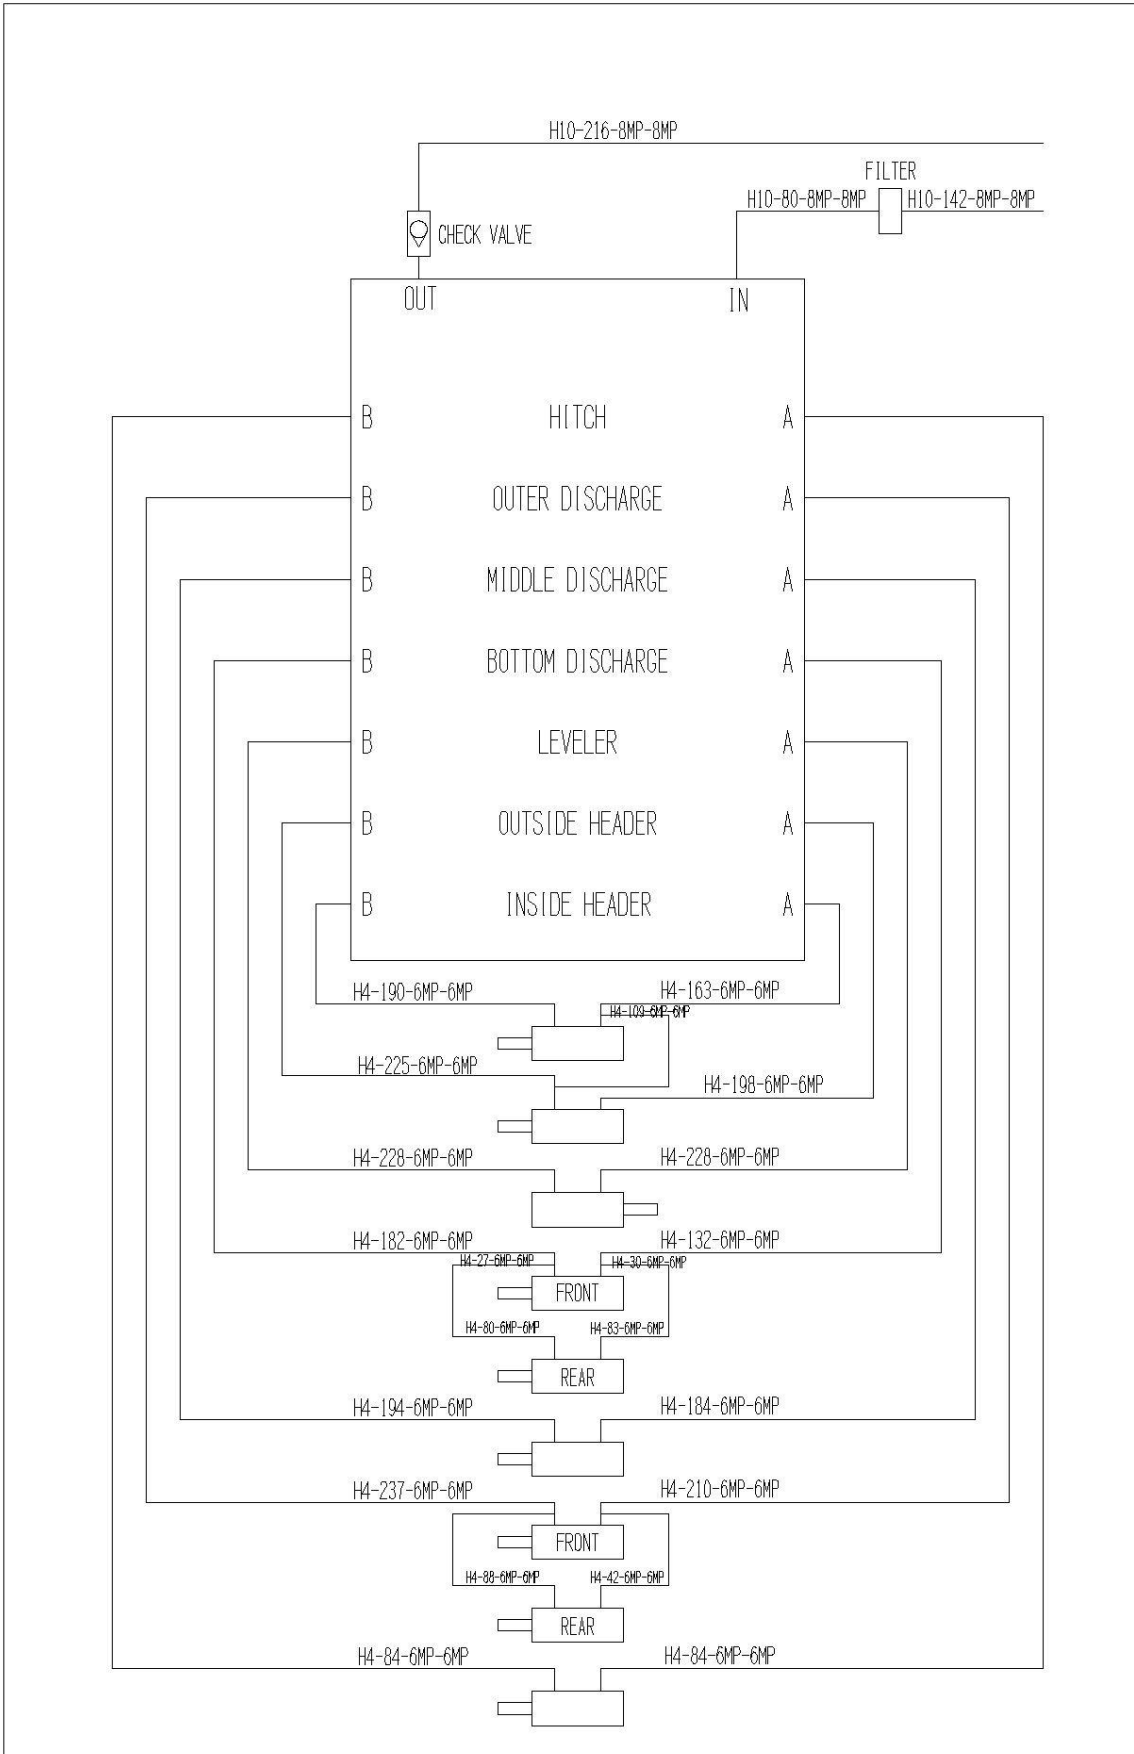 H10-216-8MP-8MP
FILTER
H10-80-8MP-8MP
H10-142-8MP-8MP
CHECK VALVE
OUT IN
B HITCH A
B OUTER DISCHARGE A
B MIDDLE DISCHARGE A
B BOTTOM DISCHARGE A
B LEVELER A
B OUTSIDE HEADER A
B INSIDE HEADER A
H4-190-6MP-6MP H4-163-6MP-6MP
H4-109-6MP-6MP
H4-225-6MP-6MP
H4-198-6MP-6MP
H4-228-6MP-6MP H4-228-6MP-6MP
H4-182-6MP-6MP H4-132-6MP-6MP
H4-27-6MP-6MP H4-30-6MP-6MP
FRONT
H4-80-6MP-6MP H4-83-6MP-6MP
REAR
H4-194-6MP-6MP H4-184-6MP-6MP
H4-237-6MP-6MP H4-210-6MP-6MP
FRONT
H4-88-6MP-6MP H4-42-6MP-6MP
REAR
H4-84-6MP-6MP H4-84-6MP-6MP